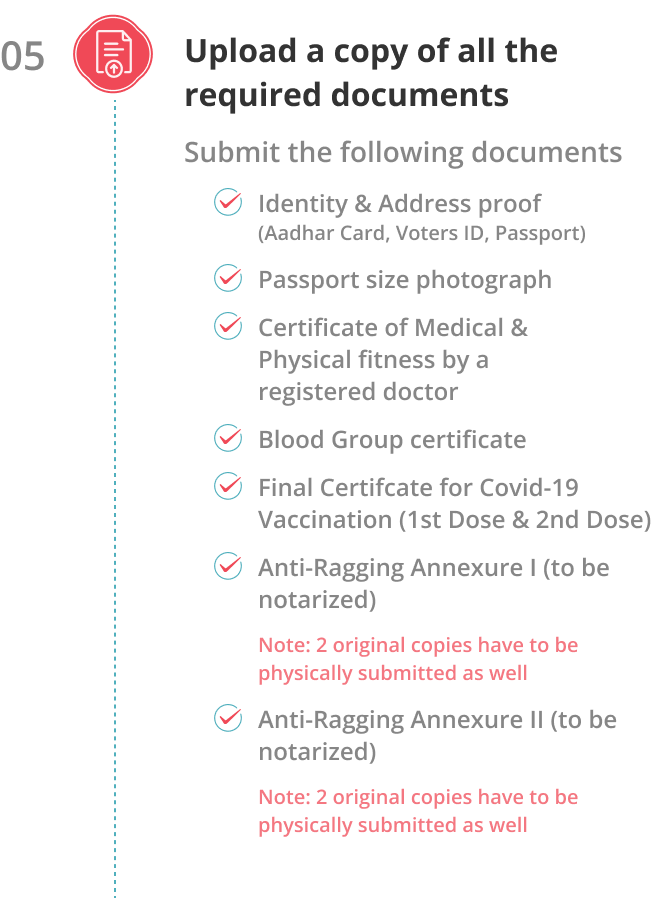 05
Upload a copy of all the
required documents
Submit the following documents
Identity & Address proof
(Aadhar Card, Voters ID, Passport)
Passport size photograph
Certificate of Medical &
Physical fitness by a
registered doctor
Blood Group certificate
Final Certifcate for Covid-19
Vaccination (1st Dose & 2nd Dose)
Anti-Ragging Annexure I (to be
notarized)
Note: 2 original copies have to be
physically submitted as well
Anti-Ragging Annexure II (to be
notarized)
Note: 2 original copies have to be
physically submitted as well